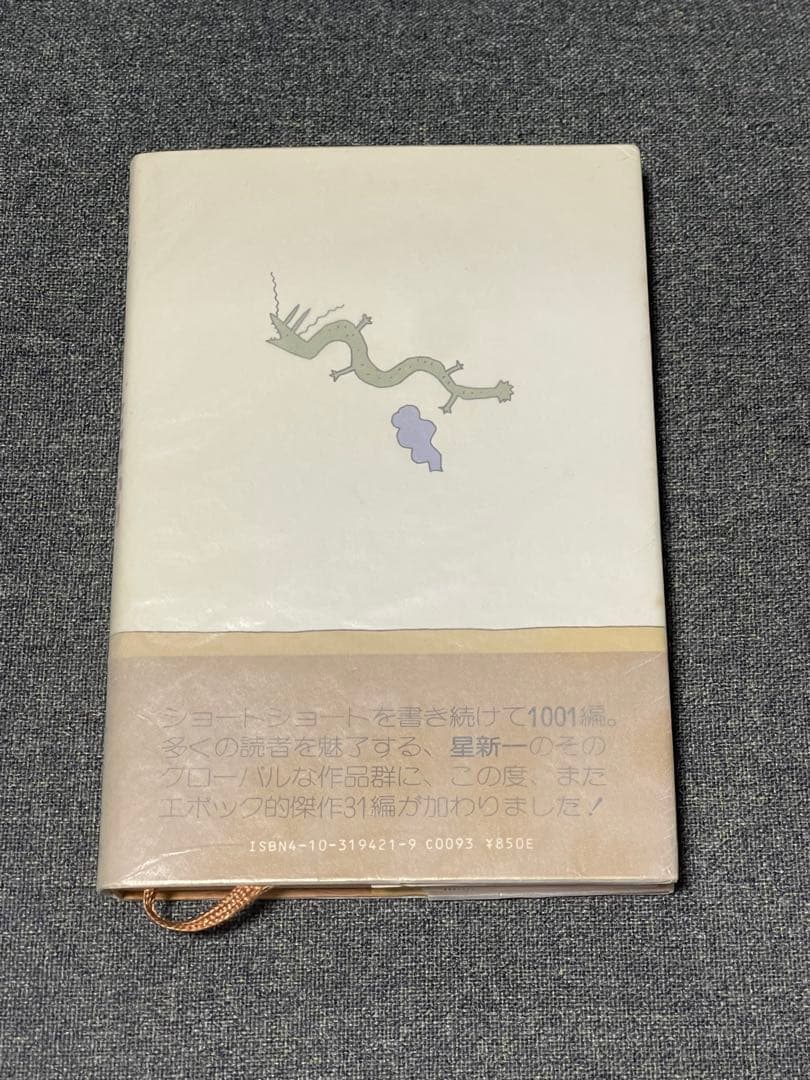 ショートショートを書き続けて1001編。
多くの読者を魅了する、星新一のその
グローバルな作品群に、この度、また
エポック的傑作31編が加わりました!
ISBN4-10-319421-9 C0093 ¥850E